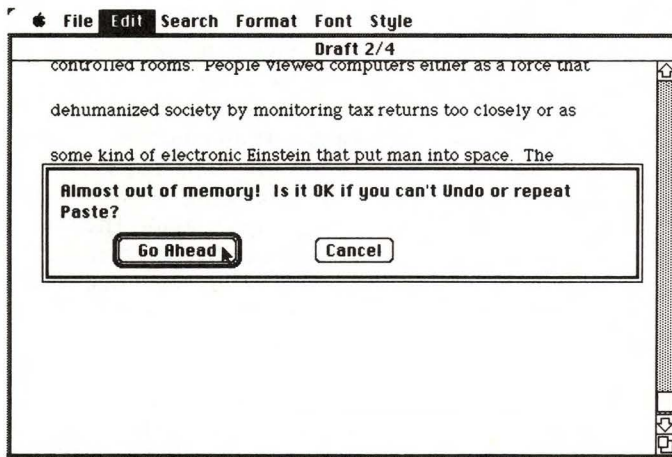 File Edit Search Format Font Style
Draft 2/4
controlled rooms. People viewed computers either as a force that
dehumanized society by monitoring tax returns too closely or as
some kind of electronic Einstein that put man into space. The
Almost out of memory! Is it OK if you can't Undo or repeat
Paste?
Go Ahead Cancel